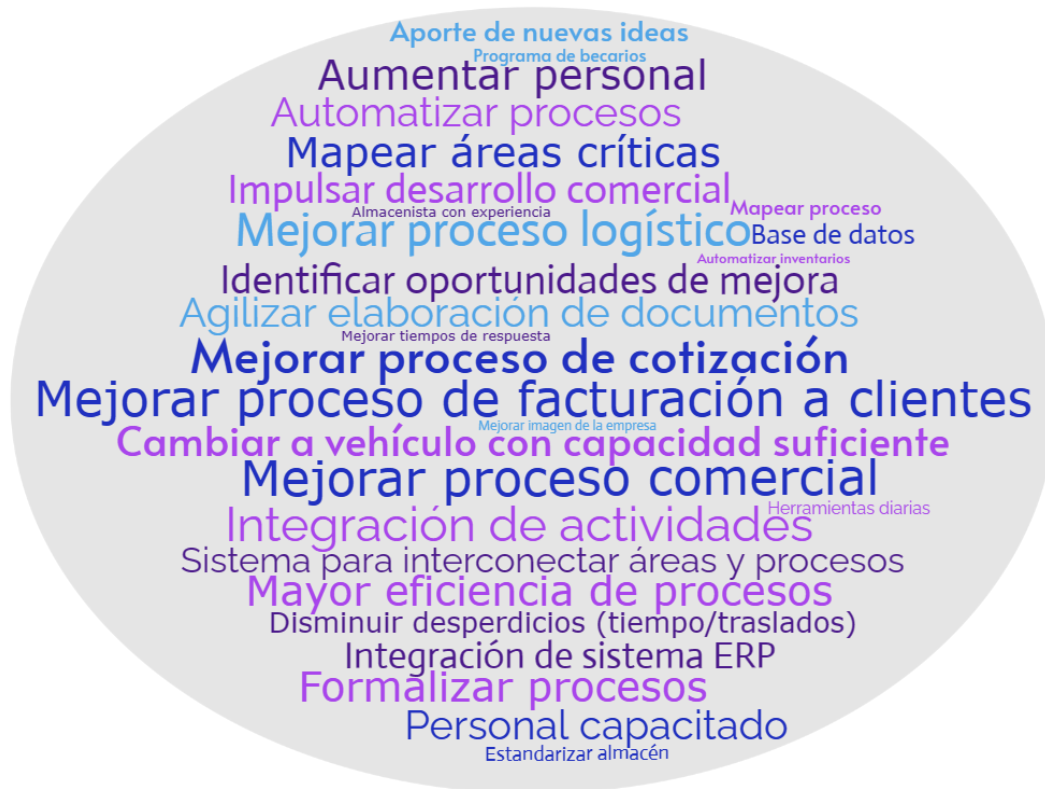 Aporte de nuevas ideas
Programa de becarios
Aumentar personal
Automatizar procesos
Mapear áreas críticas
Impulsar desarrollo comercial
Almacenista con experiencia
Mapear proceso
Mejorar proceso logístico
Base de datos
Automatizar inventarios
Identificar oportunidades de mejora
Agilizar elaboración de documentos
Mejorar tiempos de respuesta
Mejorar proceso de cotización
Mejorar proceso de facturación a clientes
Mejorar imagen de la empresa
Cambiar a vehículo con capacidad suficiente
Mejorar proceso comercial
Herramientas diarias
Integración de actividades
Sistema para interconectar áreas y procesos
Mayor eficiencia de procesos
Disminuir desperdicios (tiempo/traslados)
Integración de sistema ERP
Formalizar procesos
Personal capacitado
Estandarizar almacén